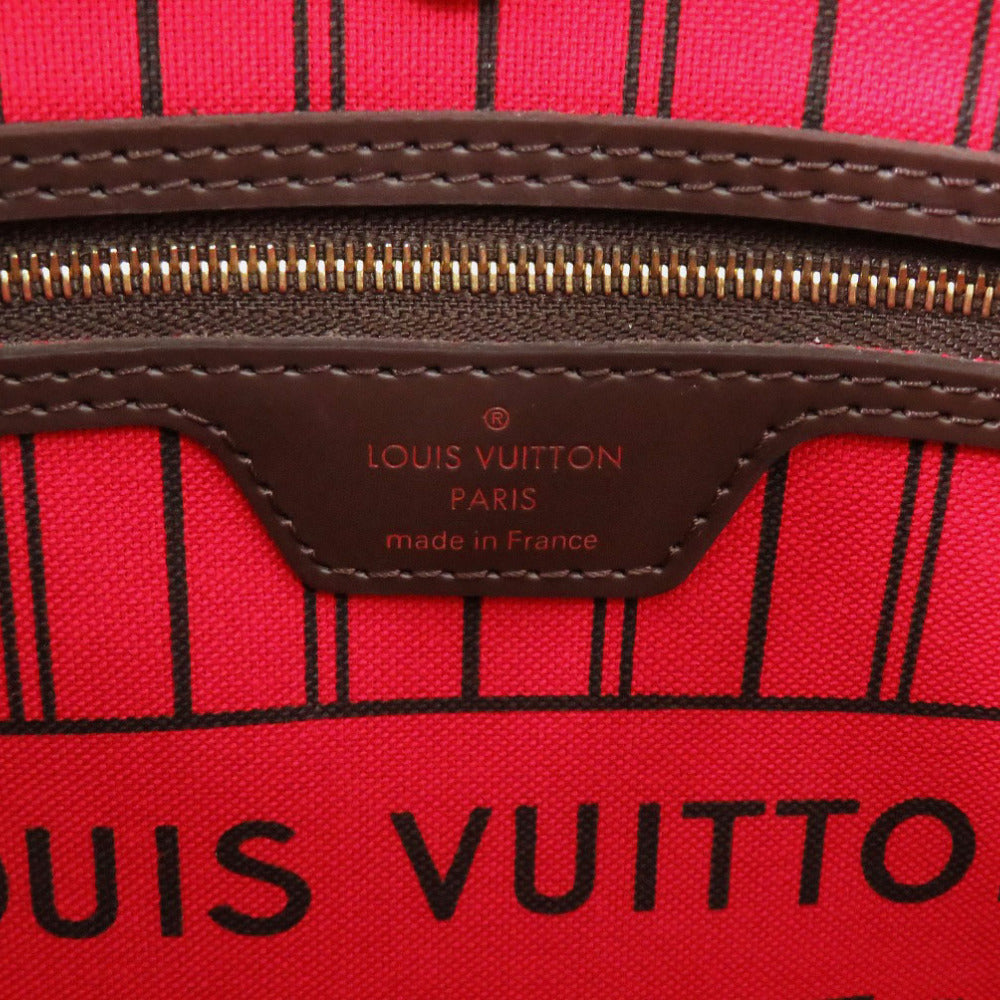 ®
LOUIS VUITTON
PARIS
made in France
OUIS VUITTO